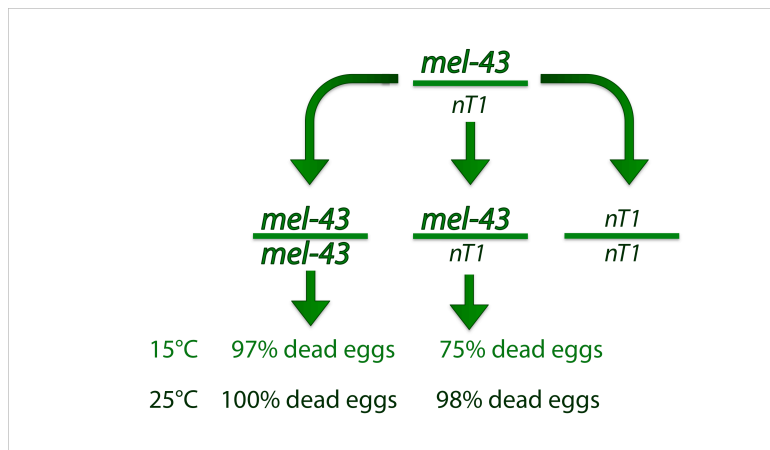 mel-43
nT1
mel-43 mel-43 nT1
mel-43 nT1 nT1
15°C 97% dead eggs 75% dead eggs
25°C 100% dead eggs 98% dead eggs